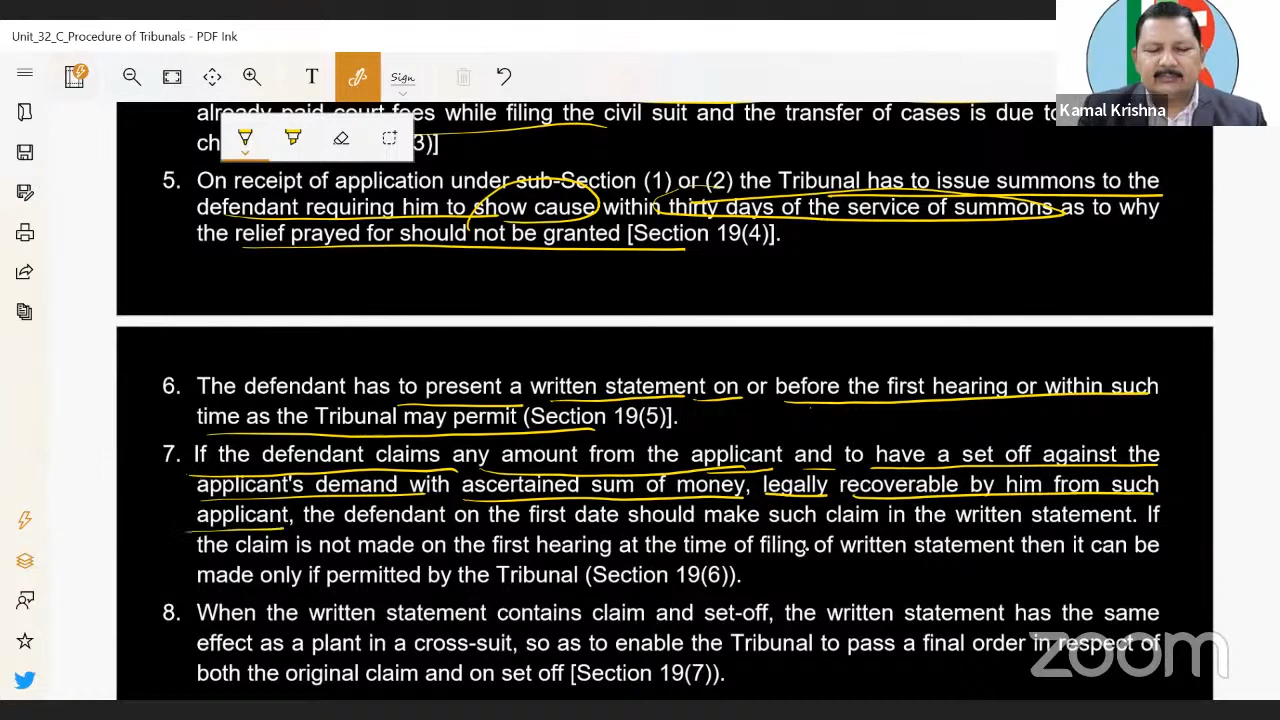 Unit_32_C_Procedure of Tribunals - PDF Ink
T
Sign
Kamal Krishna
already paid court fees while filing the civil suit and the transfer of cases is due to
ch
3)]
5. On receipt of application under sub-Section (1) or (2) the Tribunal has to issue summons to the
defendant requiring him to show cause within thirty days of the service of summons as to why
the relief prayed for should not be granted [Section 19(4)].
6. The defendant has to present a written statement on or before the first hearing or within such
time as the Tribunal may permit (Section 19(5)].
7. If the defendant claims any amount from the applicant and to have a set off against the
applicant's demand with ascertained sum of money, legally recoverable by him from such
applicant, the defendant on the first date should make such claim in the written statement. If
the claim is not made on the first hearing at the time of filing of written statement then it can be
made only if permitted by the Tribunal (Section 19(6)).
8. When the written statement contains claim and set-off, the written statement has the same
effect as a plant in a cross-suit, so as to enable the Tribunal to pass a final order in respect of
both the original claim and on set off [Section 19(7)).
zoom